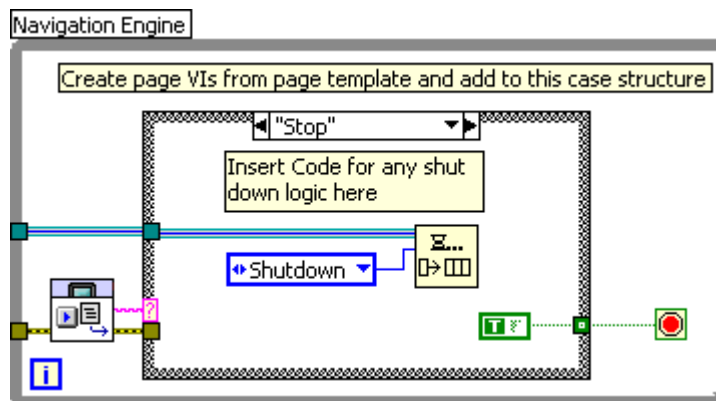 Navigation Engine
Create page VIs from page template and add to this case structure
"Stop"
Insert Code for any shut
down logic here
Shutdown
?
T
i